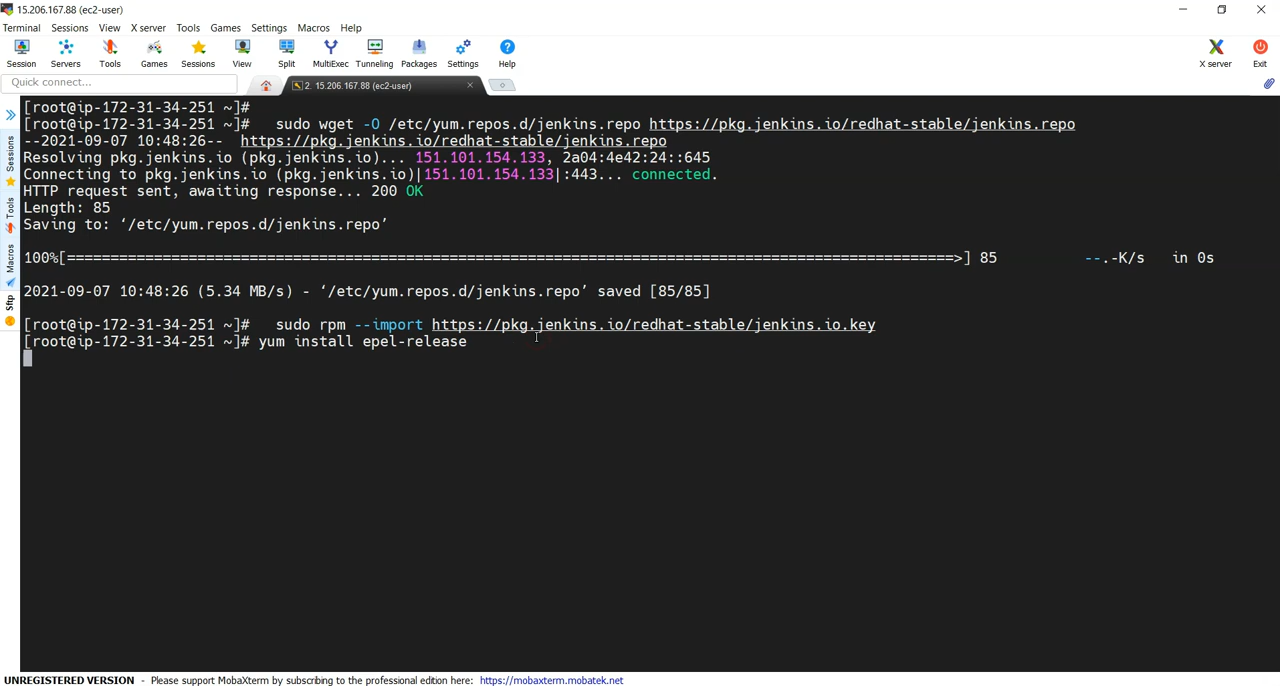 15.206.167.88 (ec2-user)
Terminal Sessions View X server Tools Games Settings Macros Help
Session Servers Tools Games Sessions View Split MultiExec Tunneling Packages Settings Help X server Exit
Quick connect...
2. 15.206.167.88 (ec2-user)
[root@ip-172-31-34-251 ~]#
[root@ip-172-31-34-251 ~]#   sudo wget -O /etc/yum.repos.d/jenkins.repo https://pkg.jenkins.io/redhat-stable/jenkins.repo
--2021-09-07 10:48:26--  https://pkg.jenkins.io/redhat-stable/jenkins.repo
Resolving pkg.jenkins.io (pkg.jenkins.io)... 151.101.154.133, 2a04:4e42:24::645
Connecting to pkg.jenkins.io (pkg.jenkins.io)|151.101.154.133|:443... connected.
HTTP request sent, awaiting response... 200 OK
Length: 85
Saving to: ‘/etc/yum.repos.d/jenkins.repo’
100%[======================================================================================================>] 85          --.-K/s   in 0s
2021-09-07 10:48:26 (5.34 MB/s) - ‘/etc/yum.repos.d/jenkins.repo’ saved [85/85]
[root@ip-172-31-34-251 ~]#   sudo rpm --import https://pkg.jenkins.io/redhat-stable/jenkins.io.key
[root@ip-172-31-34-251 ~]# yum install epel-release
Sessions
Tools
Macros
Sftp
UNREGISTERED VERSION - Please support MobaXterm by subscribing to the professional edition here: https://mobaxterm.mobatek.net